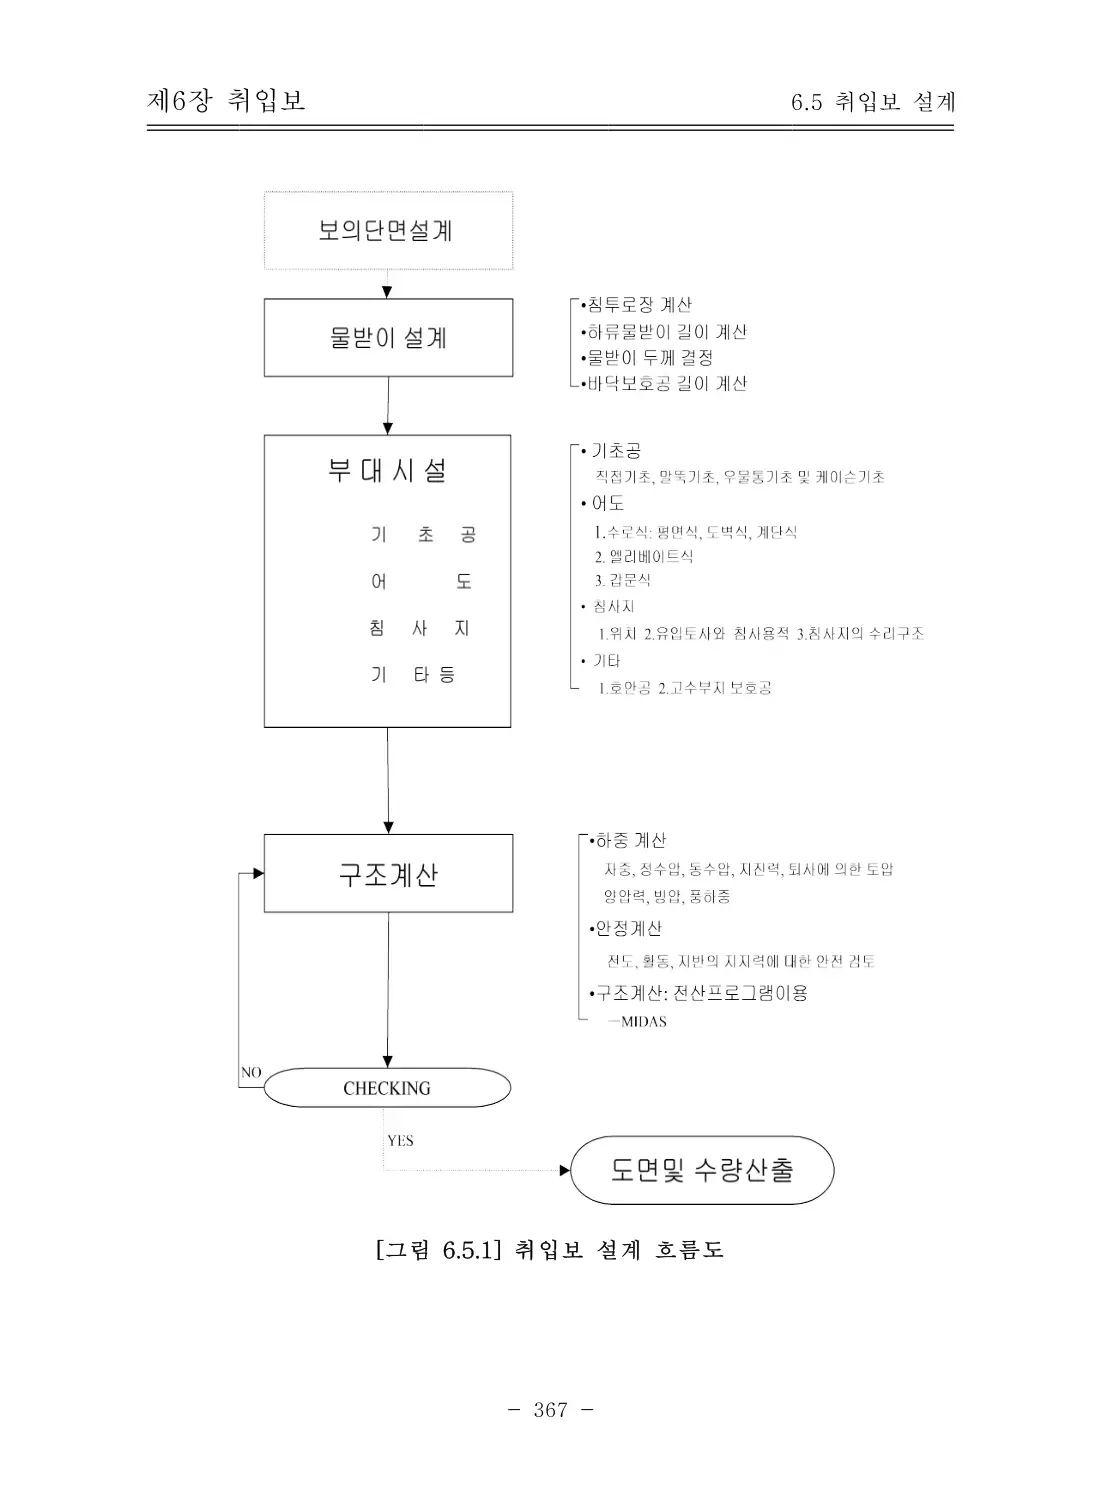 제6장 취입보
6.5 취입보 설계
보의단면설계
물받이 설계
•침투로장 계산
•하류물받이 길이 계산
•물받이 두께 결정
•바닥보호공 길이 계산
부 대 시 설
기 초 공
어 도
침 사 지
기 타 등
• 기초공
직접기초, 말뚝기초, 우물통기초 및 케이슨기초
• 어도
1.수로식: 평면식, 도벽식, 계단식
2. 엘리베이트식
3. 갑문식
• 침사지
1.위치 2.유입토사와 침사용적 3.침사지의 수리구조
• 기타
1.호안공 2.고수부지 보호공
구조계산
•하중 계산
자중, 정수압, 동수압, 지진력, 퇴사에 의한 토압
양압력, 빙압, 풍하중
•안정계산
전도, 활동, 지반의 지지력에 대한 안전 검토
•구조계산: 전산프로그램이용
—MIDAS
NO
CHECKING
YES
도면및 수량산출
[그림 6.5.1] 취입보 설계 흐름도
- 367 -